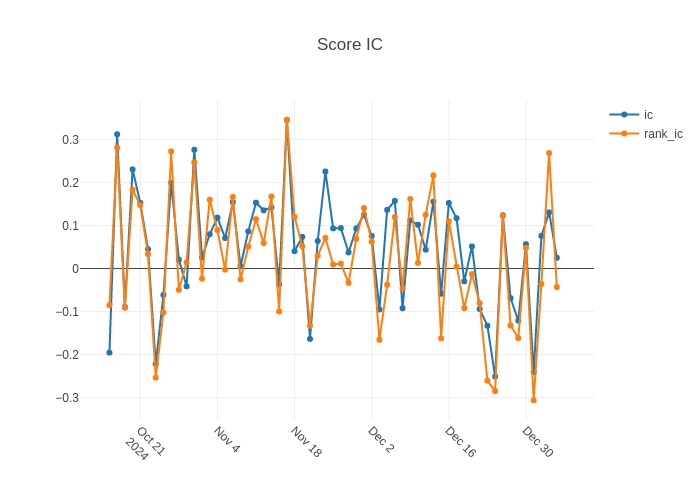 Score IC
ic
rank_ic
0.3
0.2
0.1
0
−0.1
−0.2
−0.3
Oct 21
2024
Nov 4
Nov 18
Dec 2
Dec 16
Dec 30